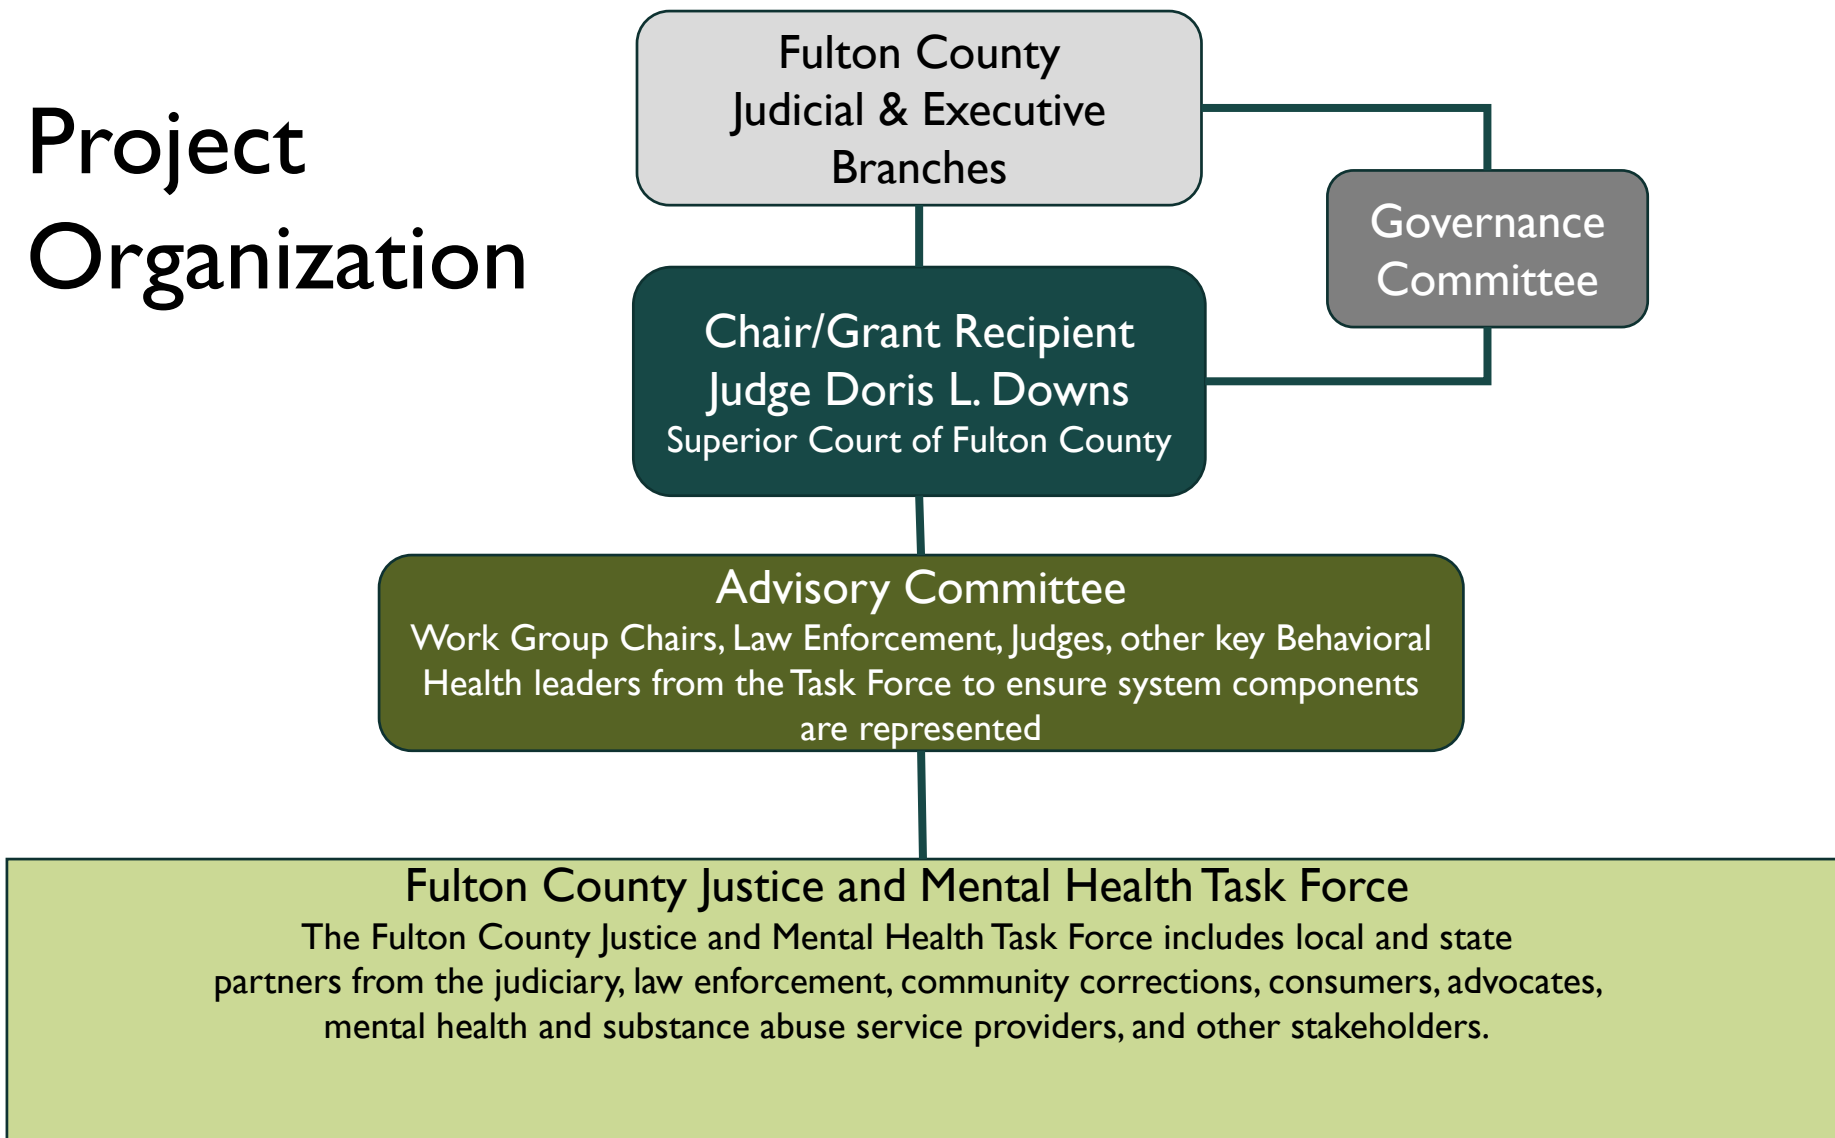 Project
Organization
Fulton County
Judicial & Executive
Branches
Governance
Committee
Chair/Grant Recipient
Judge Doris L. Downs
Superior Court of Fulton County
Advisory Committee
Work Group Chairs, Law Enforcement, Judges, other key Behavioral
Health leaders from the Task Force to ensure system components
are represented
Fulton County Justice and Mental Health Task Force
The Fulton County Justice and Mental Health Task Force includes local and state
partners from the judiciary, law enforcement, community corrections, consumers, advocates,
mental health and substance abuse service providers, and other stakeholders.